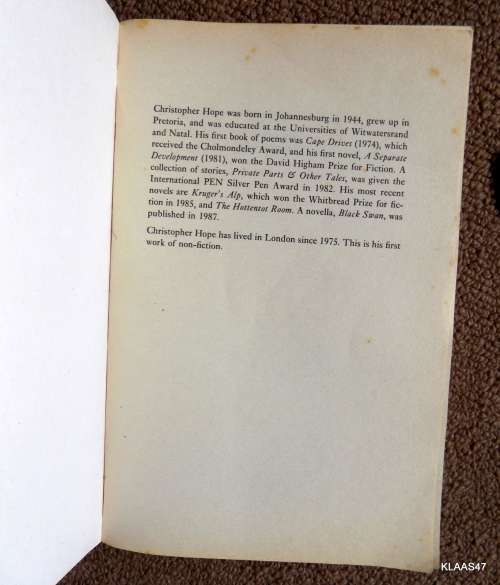 Christopher Hope was born in Johannesburg in 1944, grew up in
Pretoria, and was educated at the Universities of Witwatersrand
and Natal. His first book of poems was Cape Drives (1974), which
received the Cholmondeley Award, and his first novel, A Separate
Development (1981), won the David Higham Prize for Fiction. A
collection of stories, Private Parts & Other Tales, was given the
International PEN Silver Pen Award in 1982. His most recent
novels are Kruger's Alp, which won the Whitbread Prize for fic-
tion in 1985, and The Hottentot Room. A novella, Black Swan, was
published in 1987.
Christopher Hope has lived in London since 1975. This is his first
work of non-fiction.
KLAAS47